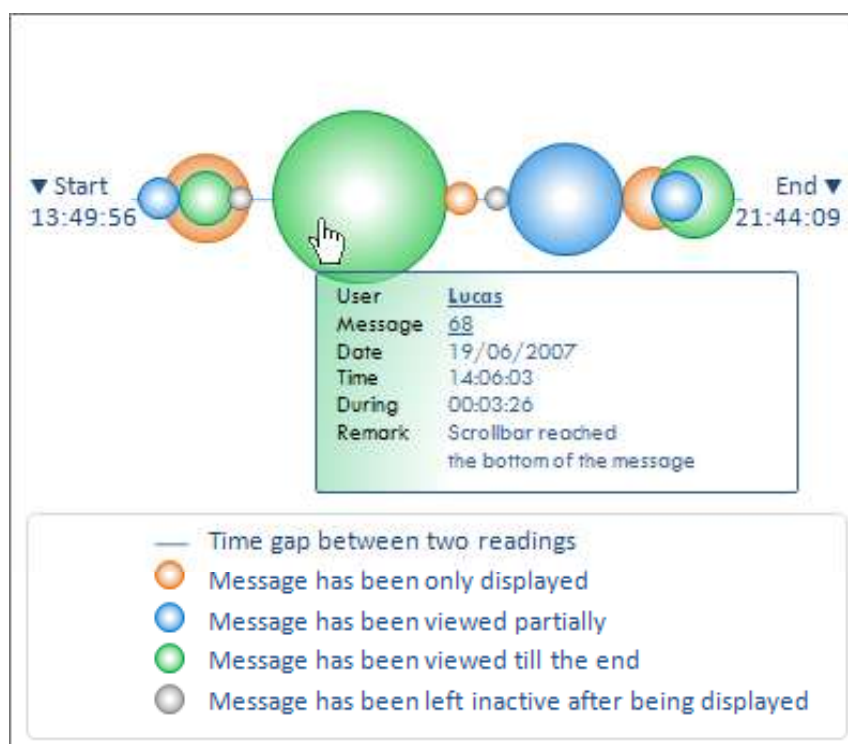 ▼ Start
13:49:56
End ▼
21:44:09
User Lucas
Message 68
Date 19/06/2007
Time 14:06:03
During 00:03:26
Remark Scrollbar reached
the bottom of the message
Time gap between two readings
Message has been only displayed
Message has been viewed partially
Message has been viewed till the end
Message has been left inactive after being displayed